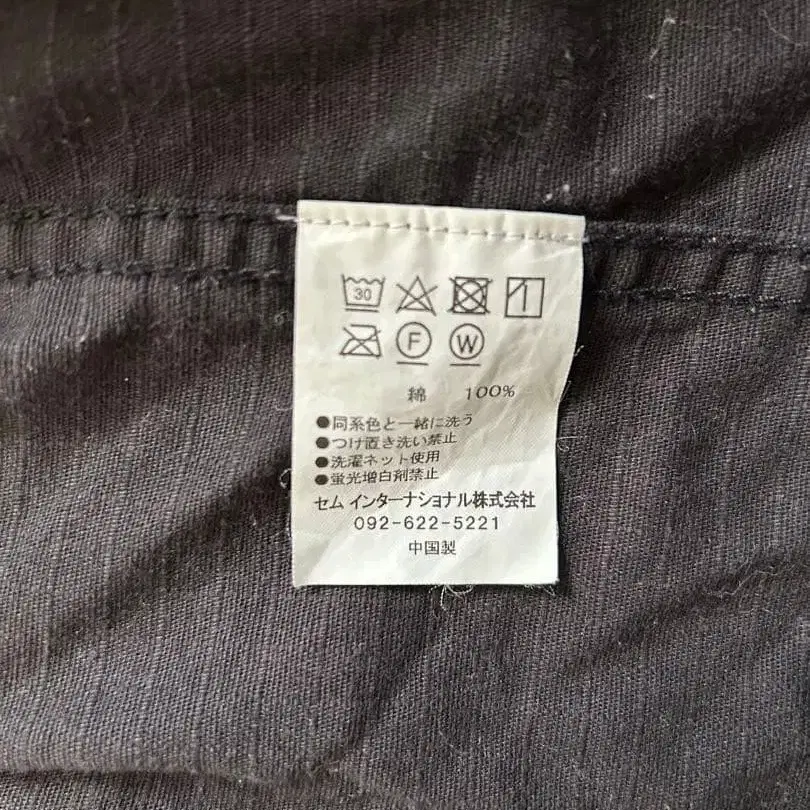 30
F W
綿 100%
●同系色と一緒に洗う
●つけ置き洗い禁止
●洗濯ネット使用
●蛍光増白剤禁止
セム インターナショナル株式会社
092-622-5221
中国製